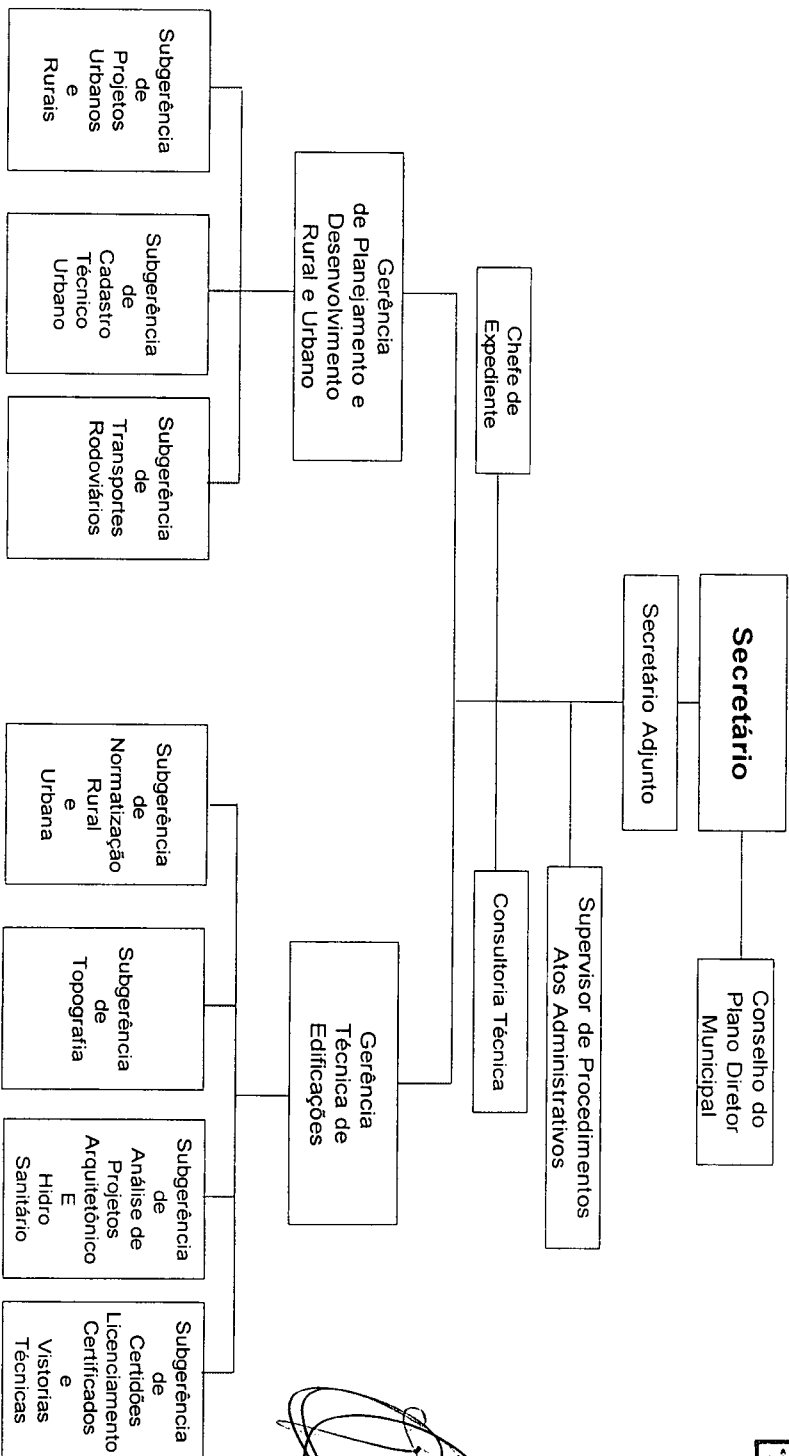 Secretário
Conselho do
Plano Diretor
Municipal
Secretário Adjunto
Supervisor de Procedimentos
Atos Administrativos
Chefe de
Expediente
Consultoria Técnica
Gerência
de Planejamento e
Desenvolvimento
Rural e Urbano
Gerência
Técnica de
Edificações
Subgerência
de
Projetos
Urbanos
e
Rurais
Subgerência
de
Cadastro
Técnico
Urbano
Subgerência
de
Transportes
Rodoviários
Subgerência
de
Normatização
Rural
e
Urbana
Subgerência
de
Topografia
Subgerência
de
Análise de
Projetos
Arquitetônico
E
Hidro
Sanitário
Subgerência
de
Certidões
Licenciamento
Certificados
e
Vistorias
Técnicas